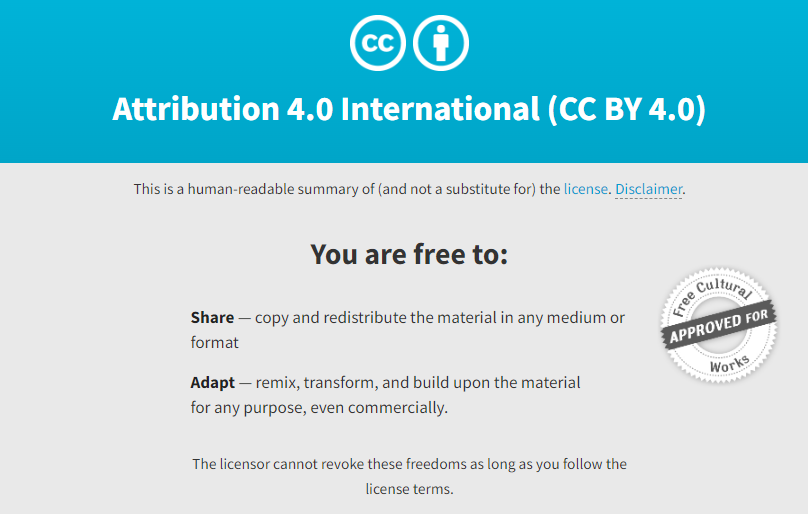 CC
Attribution 4.0 International (CC BY 4.0)
This is a human-readable summary of (and not a substitute for) the license. Disclaimer.
You are free to:
Share — copy and redistribute the material in any medium or
format
Adapt — remix, transform, and build upon the material
for any purpose, even commercially.
Free Cultural
APPROVED FOR
Works
The licensor cannot revoke these freedoms as long as you follow the
license terms.